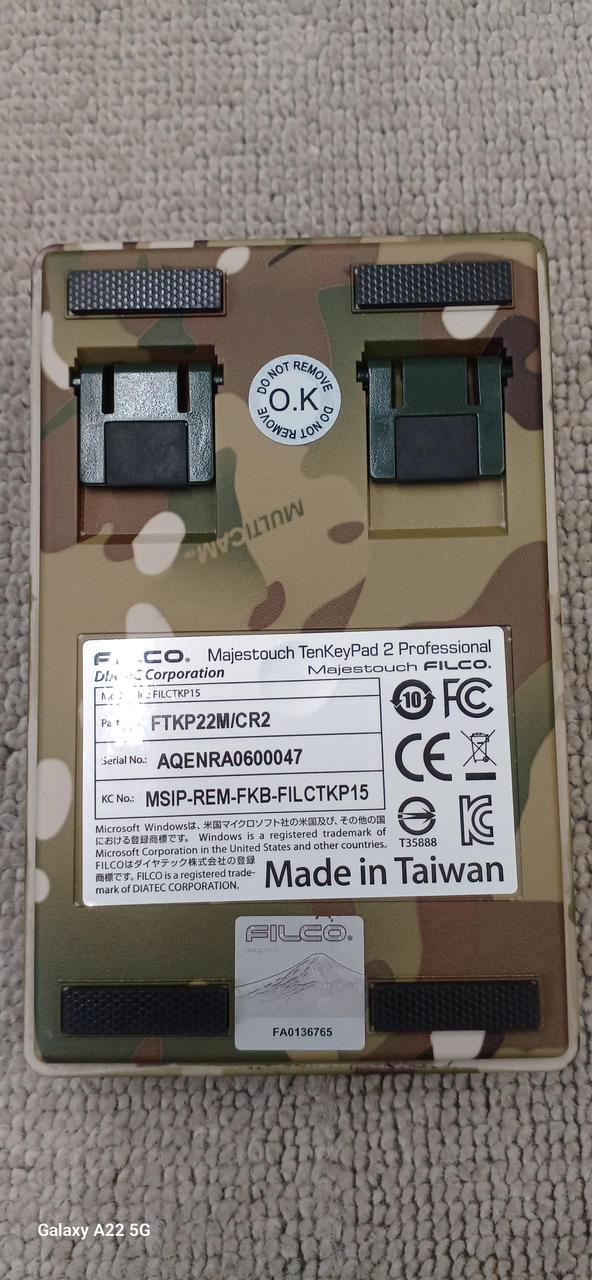 DO NOT REMOVE
O.K
DO NOT REMOVE
MULTICAM™
FILCO® Majestouch TenKeyPad 2 Professional
DIATEC Corporation Majestouch FILCO®
No.: FILCTKP15
FTKP22M/CR2
Serial No.: AQENRA0600047
KC No.: MSIP-REM-FKB-FILCTKP15
10 FC
CE
T35888
Microsoft Windowsは、米国マイクロソフト社の米国及び、その他の国
における登録商標です。 Windows is a registered trademark of
Microsoft Corporation in the United States and other countries.
FILCOはダイヤテック株式会社の登録
商標です。FILCO is a registered trade-
mark of DIATEC CORPORATION.
Made in Taiwan
FILCO®
FA0136765
Galaxy A22 5G